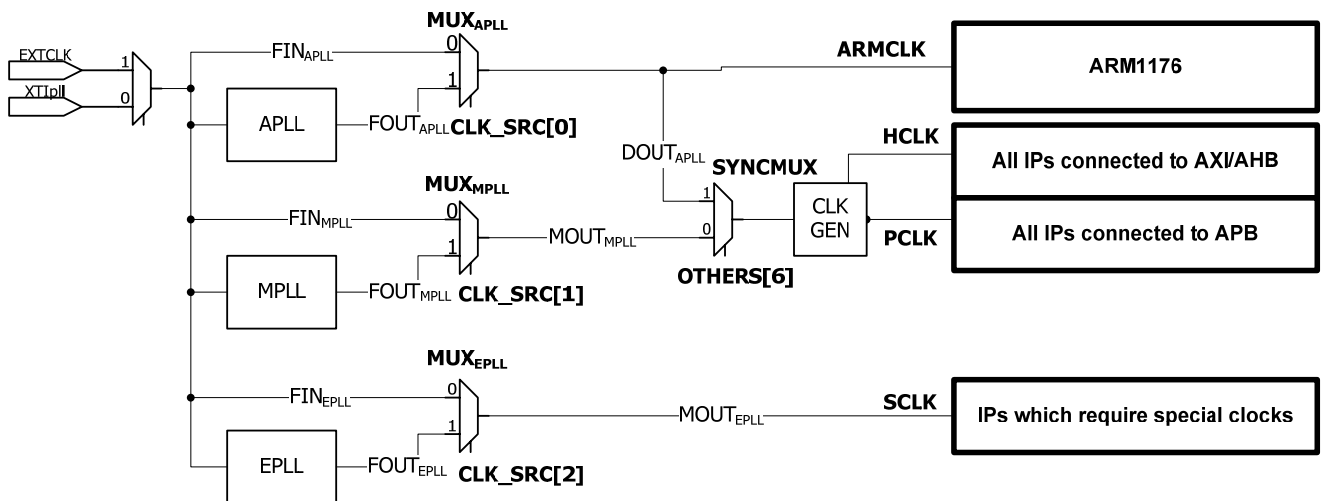 MUXAPLL
EXTCLK
1
FINAPLL
0
ARMCLK
ARM1176
XTIpll
0
1
APLL
FOUTAPLL
CLK_SRC[0]
HCLK
DOUTAPLL
All IPs connected to AXI/AHB
SYNCMUX
MUXMPLL
1
CLK
GEN
FINMPLL
0
MOUTMPLL
0
PCLK
All IPs connected to APB
1
OTHERS[6]
MPLL
FOUTMPLL
CLK_SRC[1]
MUXEPLL
FINEPLL
0
MOUTEPLL
SCLK
IPs which require special clocks
1
EPLL
FOUTEPLL
CLK_SRC[2]